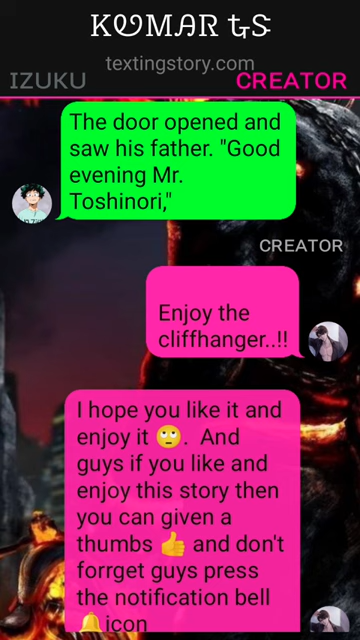 KUMAR GS
textingstory.com
IZUKU
CREATOR
The door opened and
saw his father. "Good
evening Mr.
Toshinori,"
CREATOR
Enjoy the
cliffhanger..!!
I hope you like it and
enjoy it 🙄. And
guys if you like and
enjoy this story then
you can given a
thumbs 👍 and don't
forrget guys press
the notification bell
🔔icon